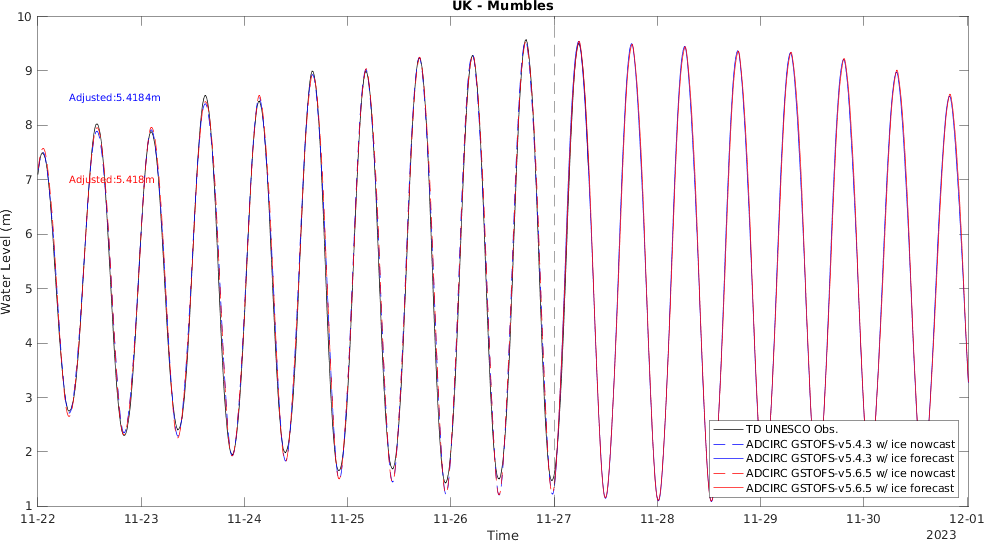 UK - Mumbles
10
9
8
7
6
5
4
3
2
1
Water Level (m)
Adjusted:5.4184m
Adjusted:5.418m
TD UNESCO Obs.
ADCIRC GSTOFS-v5.4.3 w/ ice nowcast
ADCIRC GSTOFS-v5.4.3 w/ ice forecast
ADCIRC GSTOFS-v5.6.5 w/ ice nowcast
ADCIRC GSTOFS-v5.6.5 w/ ice forecast
11-22 11-23 11-24 11-25 11-26 11-27 11-28 11-29 11-30 12-01
Time
2023